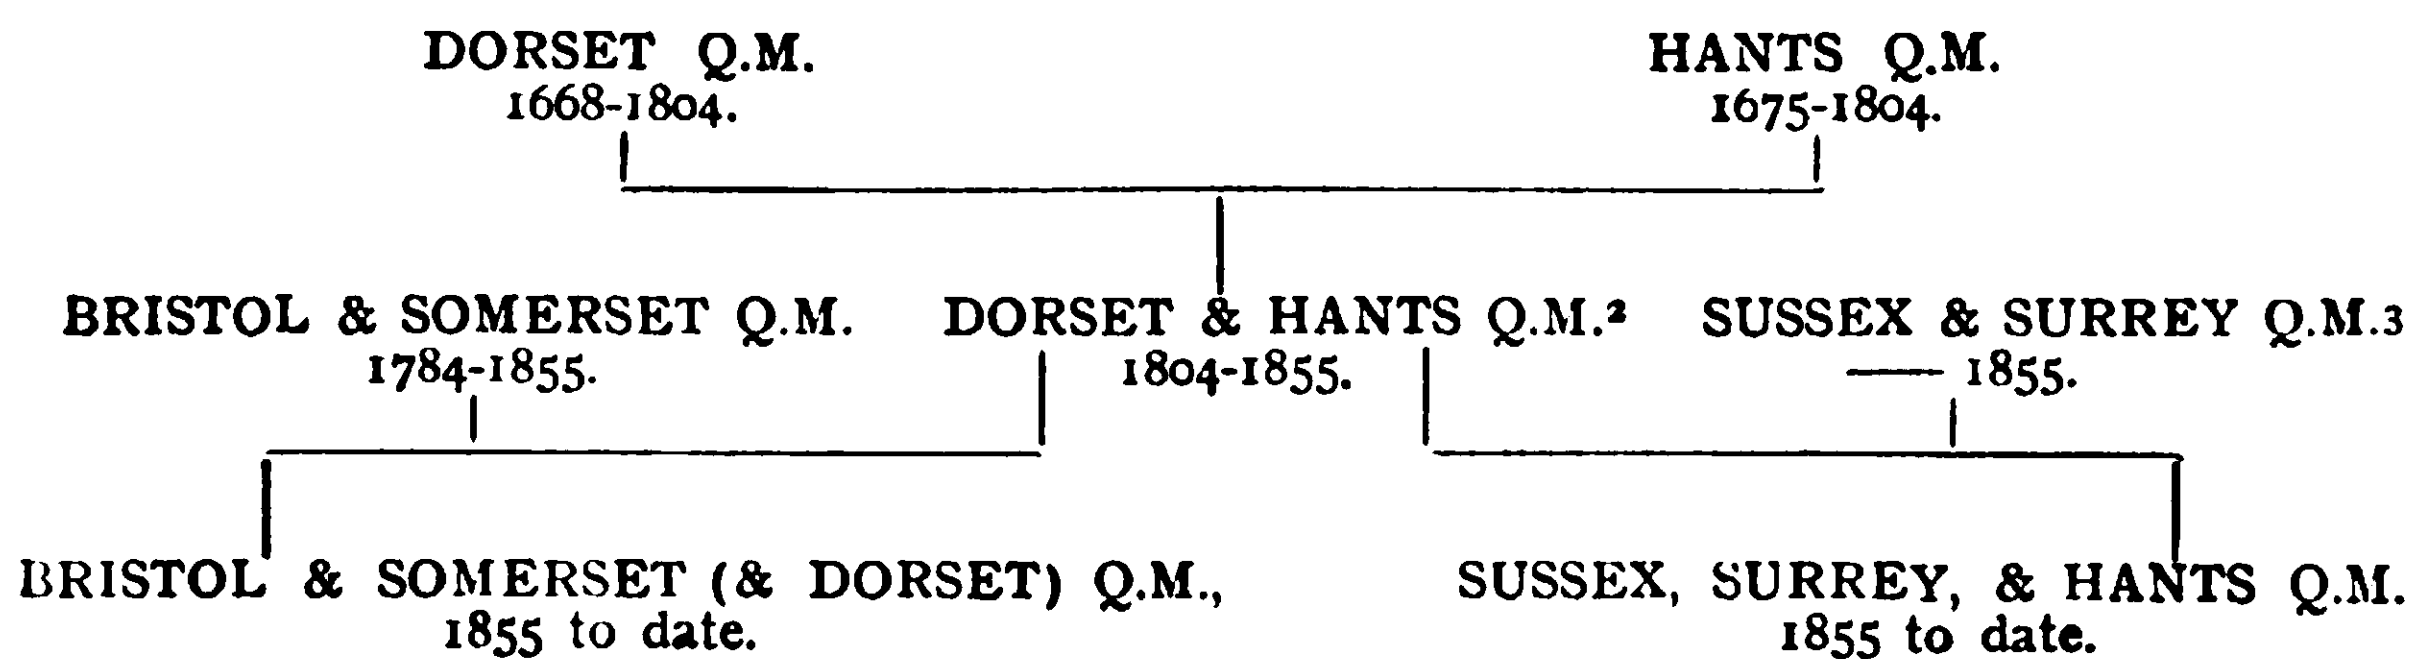 DORSET Q.M. HANTS Q.M.
1668-1804. 1675-1804.
BRISTOL & SOMERSET Q.M. DORSET & HANTS Q.M.² SUSSEX & SURREY Q.M.3
1784-1855. 1804-1855. —— 1855.
BRISTOL & SOMERSET (& DORSET) Q.M., SUSSEX, SURREY, & HANTS Q.M.
1855 to date. 1855 to date.